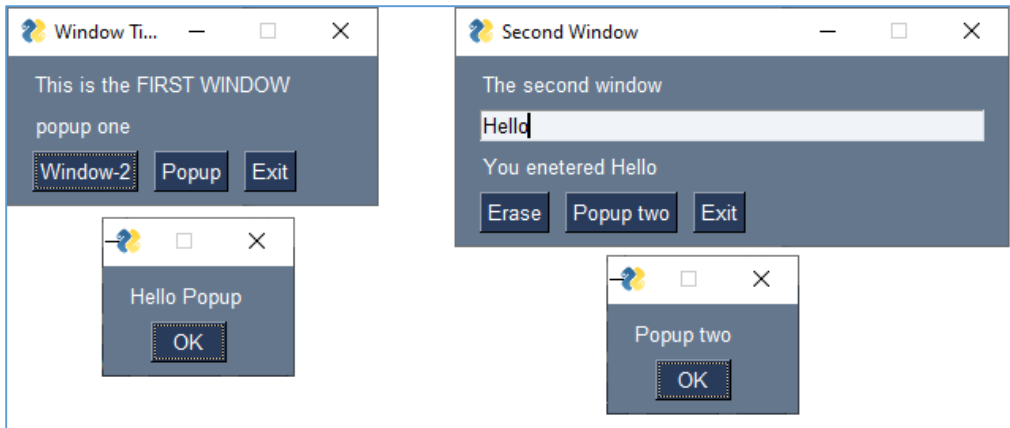 Window Ti...
This is the FIRST WINDOW
popup one
Window-2 Popup Exit
Hello Popup
OK
Second Window
The second window
Hello
You enetered Hello
Erase Popup two Exit
Popup two
OK